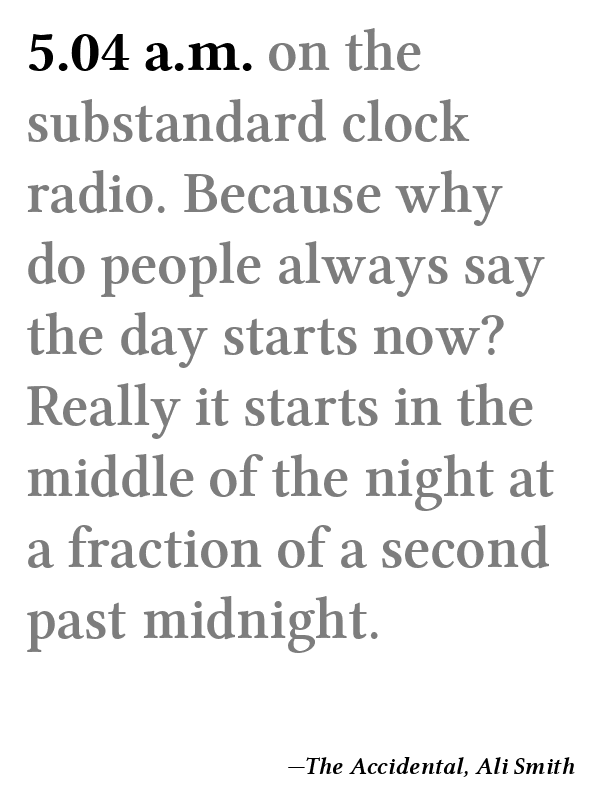 5.04 a.m. on the
substandard clock
radio. Because why
do people always say
the day starts now?
Really it starts in the
middle of the night at
a fraction of a second
past midnight.
—The Accidental, Ali Smith